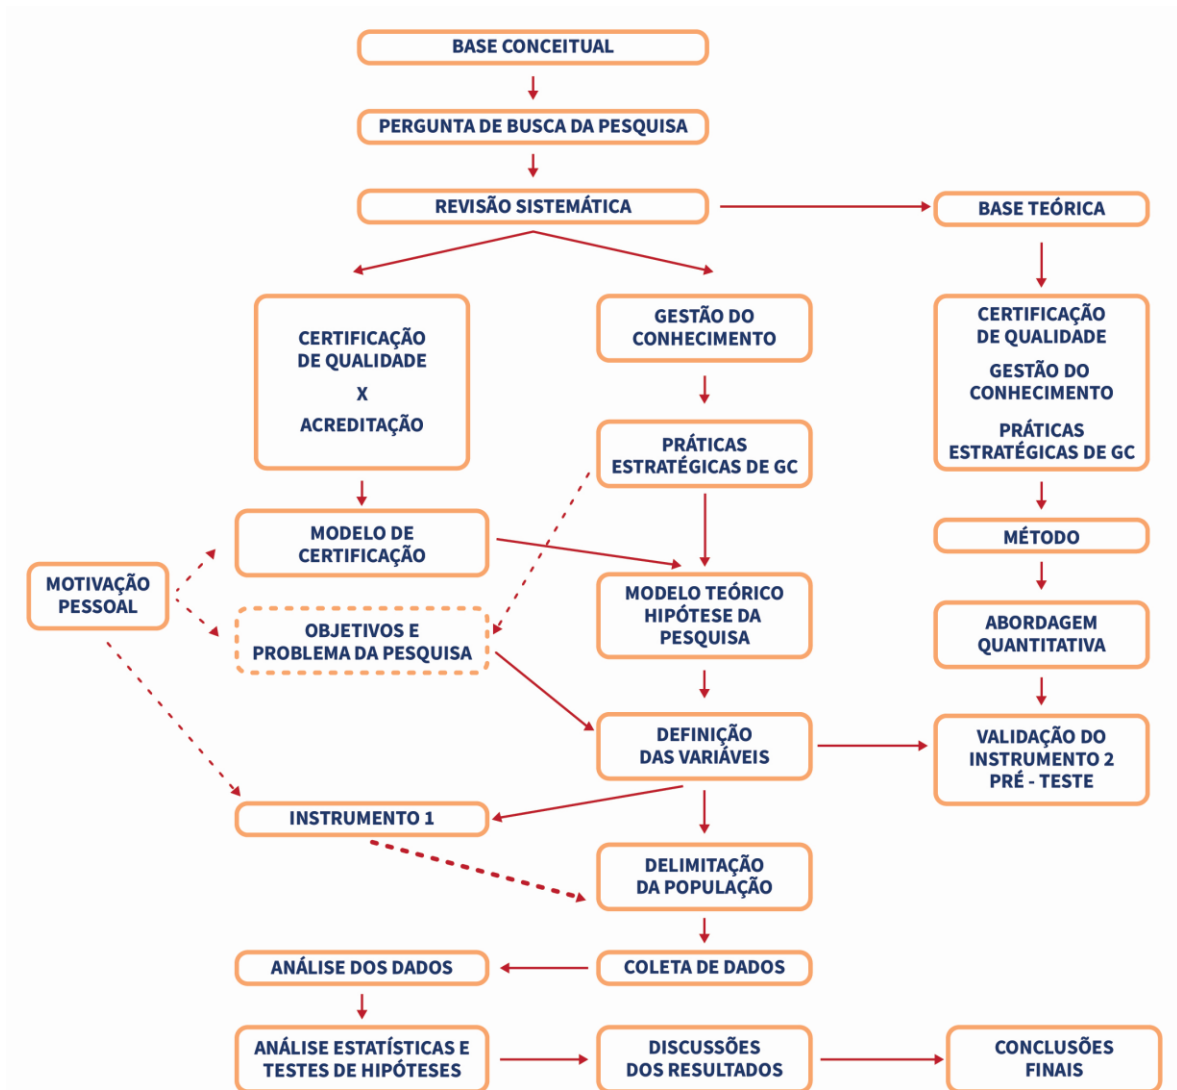 BASE CONCEITUAL
PERGUNTA DE BUSCA DA PESQUISA
REVISÃO SISTEMÁTICA
BASE TEÓRICA
CERTIFICAÇÃO
DE QUALIDADE
X
ACREDITAÇÃO
GESTÃO DO
CONHECIMENTO
CERTIFICAÇÃO
DE QUALIDADE
GESTÃO DO
CONHECIMENTO
PRÁTICAS
ESTRATÉGICAS DE GC
PRÁTICAS
ESTRATÉGICAS DE GC
MODELO DE
CERTIFICAÇÃO
MÉTODO
MOTIVAÇÃO
PESSOAL
OBJETIVOS E
PROBLEMA DA PESQUISA
MODELO TEÓRICO
HIPÓTESE DA
PESQUISA
ABORDAGEM
QUANTITATIVA
DEFINIÇÃO
DAS VARIÁVEIS
VALIDAÇÃO DO
INSTRUMENTO 2
PRÉ - TESTE
INSTRUMENTO 1
DELIMITAÇÃO
DA POPULAÇÃO
ANÁLISE DOS DADOS
COLETA DE DADOS
ANÁLISE ESTATÍSTICAS E
TESTES DE HIPÓTESES
DISCUSSÕES
DOS RESULTADOS
CONCLUSÕES
FINAIS